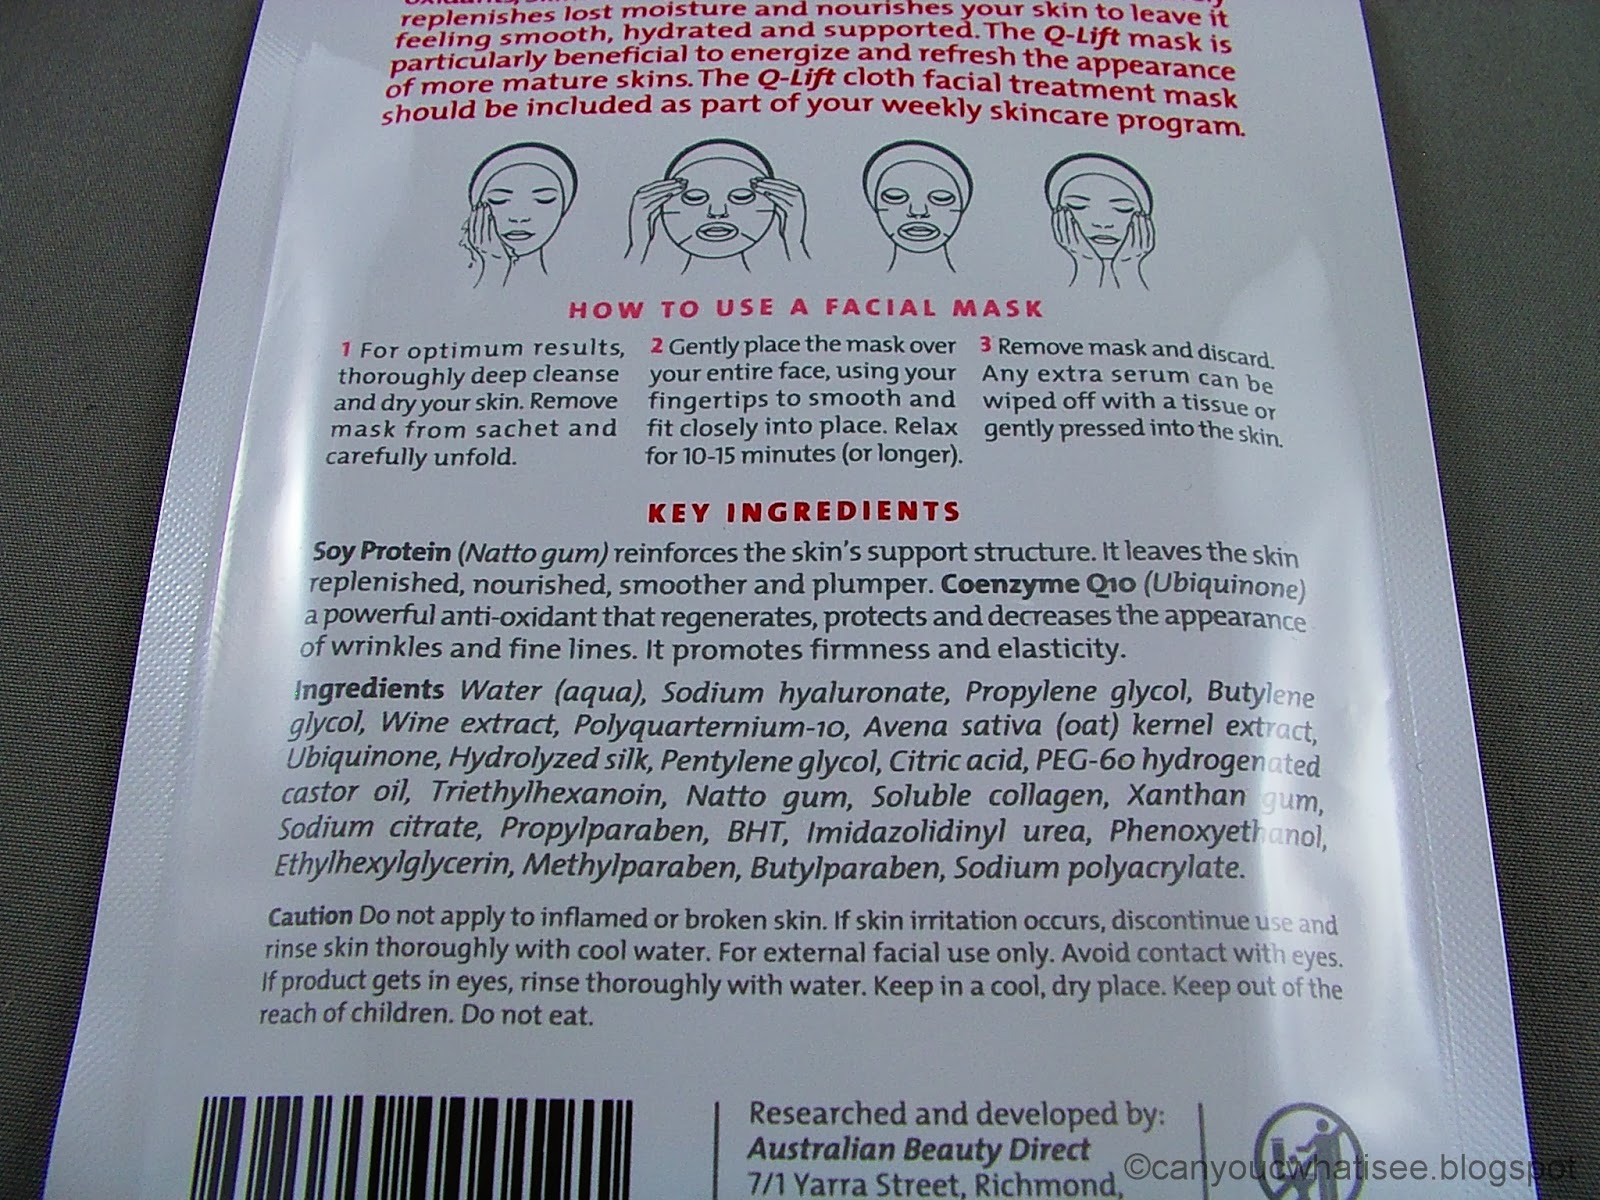 replenishes lost moisture and nourishes your skin to leave it
feeling smooth, hydrated and supported. The Q-Lift mask is
particularly beneficial to energize and refresh the appearance
of more mature skins. The Q-Lift cloth facial treatment mask
should be included as part of your weekly skincare program.
HOW TO USE A FACIAL MASK
1 For optimum results,
thoroughly deep cleanse
and dry your skin. Remove
mask from sachet and
carefully unfold.
2 Gently place the mask over
your entire face, using your
fingertips to smooth and
fit closely into place. Relax
for 10-15 minutes (or longer).
3 Remove mask and discard.
Any extra serum can be
wiped off with a tissue or
gently pressed into the skin.
KEY INGREDIENTS
Soy Protein (Natto gum) reinforces the skin's support structure. It leaves the skin
replenished, nourished, smoother and plumper. Coenzyme Q10 (Ubiquinone)
a powerful anti-oxidant that regenerates, protects and decreases the appearance
of wrinkles and fine lines. It promotes firmness and elasticity.
Ingredients Water (aqua), Sodium hyaluronate, Propylene glycol, Butylene
glycol, Wine extract, Polyquarternium-10, Avena sativa (oat) kernel extract,
Ubiquinone, Hydrolyzed silk, Pentylene glycol, Citric acid, PEG-60 hydrogenated
castor oil, Triethylhexanoin, Natto gum, Soluble collagen, Xanthan gum,
Sodium citrate, Propylparaben, BHT, Imidazolidinyl urea, Phenoxyethanol,
Ethylhexylglycerin, Methylparaben, Butylparaben, Sodium polyacrylate.
Caution Do not apply to inflamed or broken skin. If skin irritation occurs, discontinue use and
rinse skin thoroughly with cool water. For external facial use only. Avoid contact with eyes.
If product gets in eyes, rinse thoroughly with water. Keep in a cool, dry place. Keep out of the
reach of children. Do not eat.
Researched and developed by:
Australian Beauty Direct
7/1 Yarra Street, Richmond,
©canyoucwhatisee.blogspot